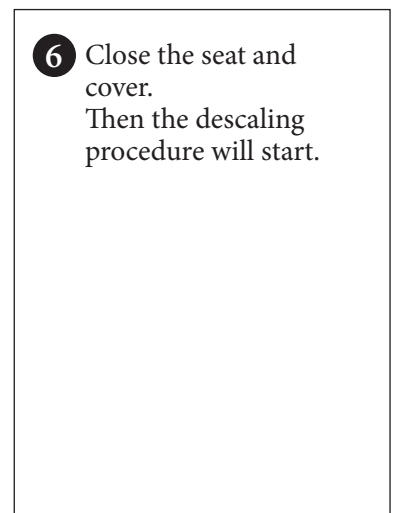 6 Close the seat and
cover.
Then the descaling
procedure will start.